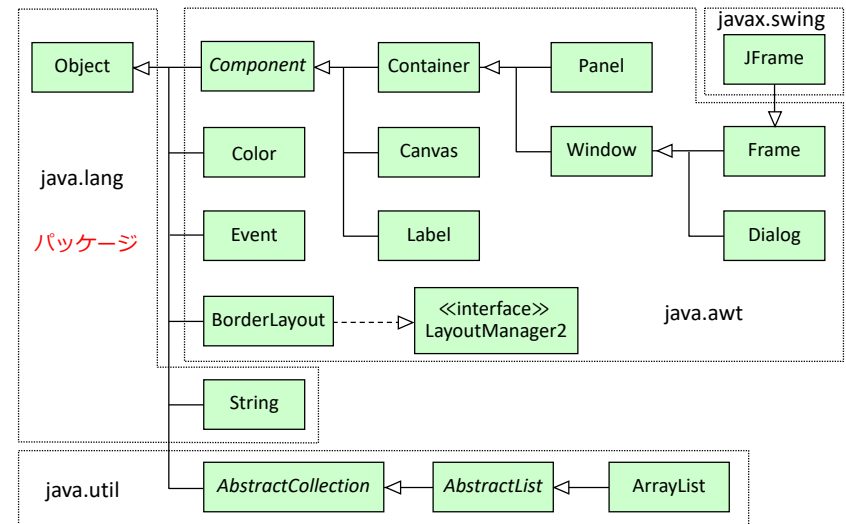 javax.swing
Object
Component
Container
Panel
JFrame
Color
Canvas
Window
Frame
java.lang
パッケージ
Event
Label
Dialog
BorderLayout
≪interface≫
LayoutManager2
java.awt
String
java.util
AbstractCollection
AbstractList
ArrayList